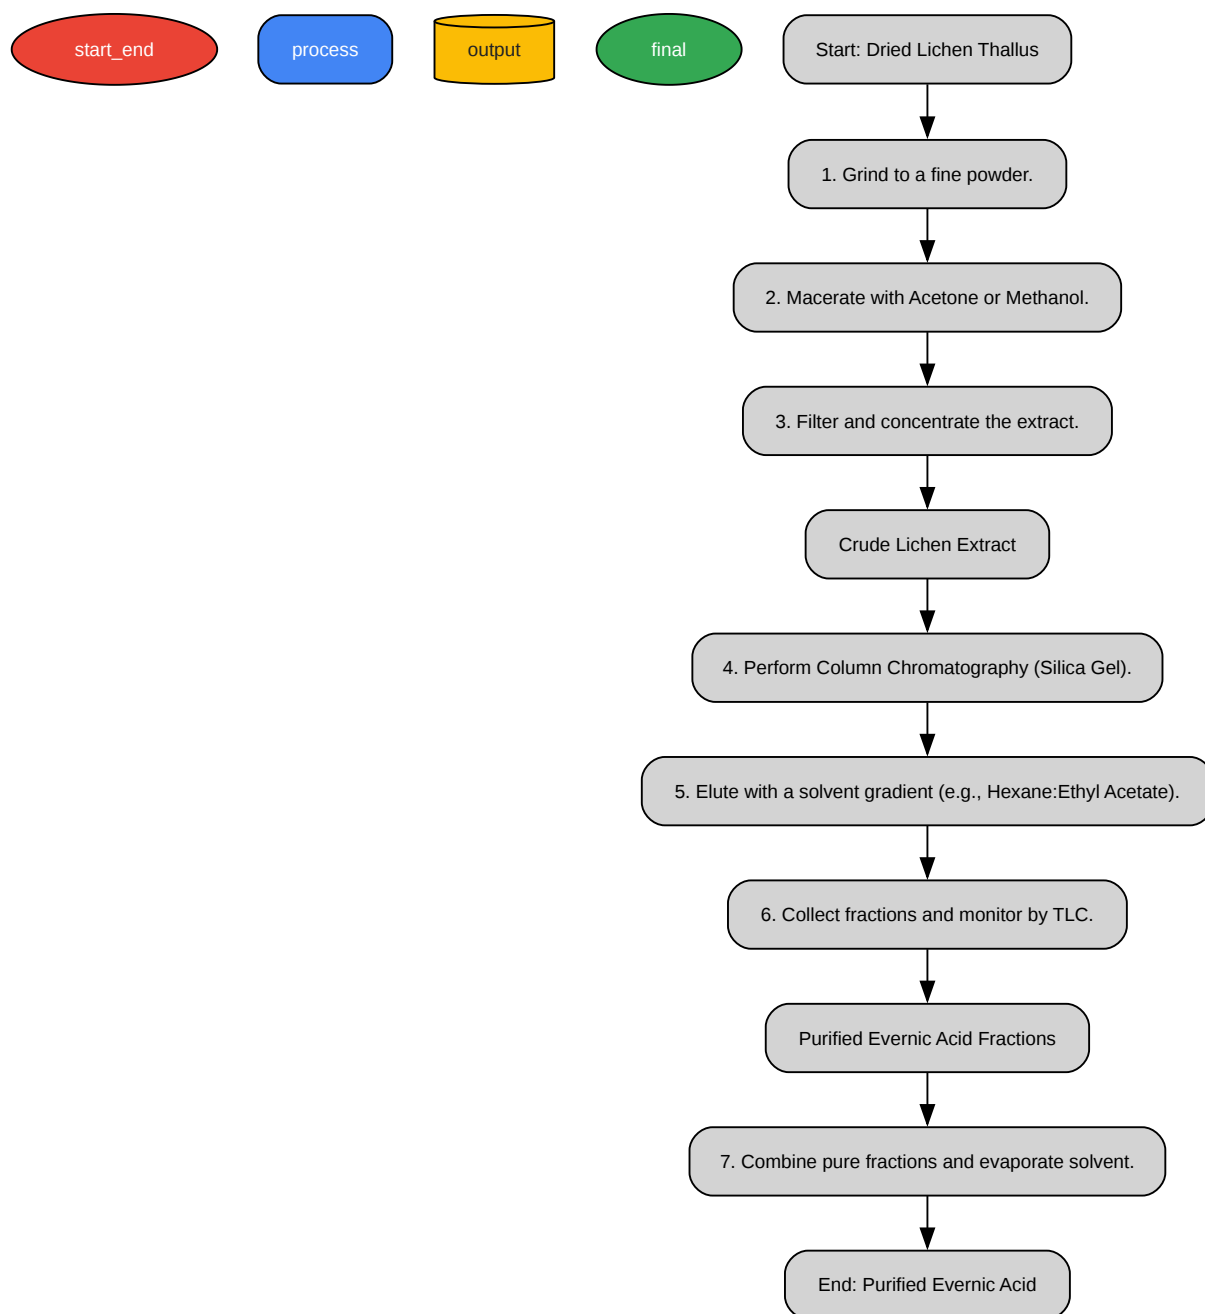 start_end
process
output
final
Start: Dried Lichen Thallus
1. Grind to a fine powder.
2. Macerate with Acetone or Methanol.
3. Filter and concentrate the extract.
Crude Lichen Extract
4. Perform Column Chromatography (Silica Gel).
5. Elute with a solvent gradient (e.g., Hexane:Ethyl Acetate).
6. Collect fractions and monitor by TLC.
Purified Evernic Acid Fractions
7. Combine pure fractions and evaporate solvent.
End: Purified Evernic Acid